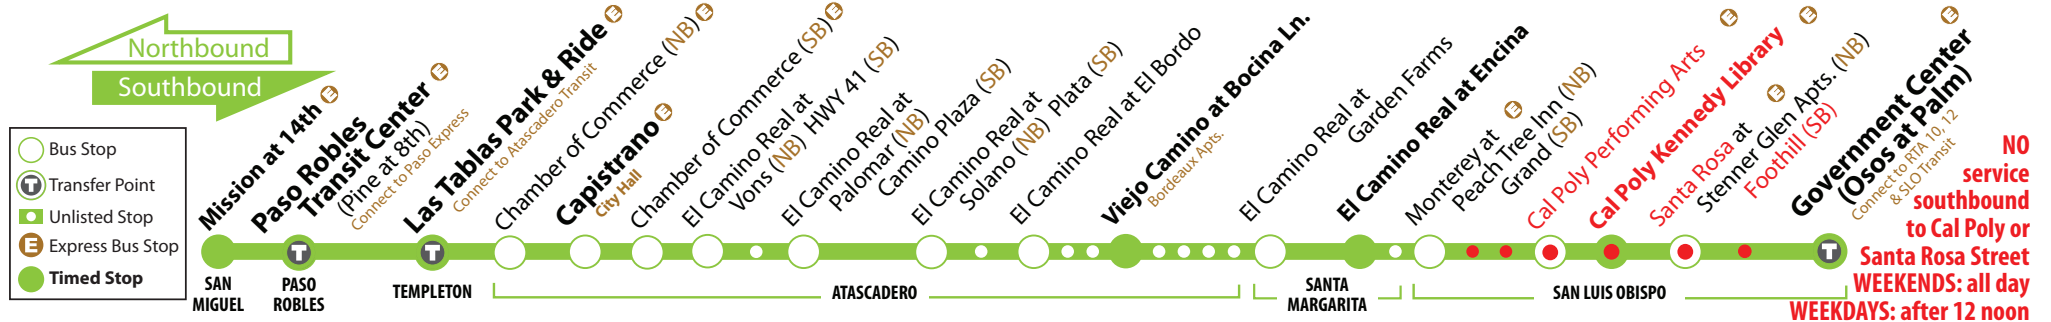 Northbound
Southbound
Bus Stop
T Transfer Point
Unlisted Stop
E Express Bus Stop
Timed Stop
Mission at 14th E
Paso Robles
Transit Center E
(Pine at 8th)
Connect to Paso Express
Las Tablas Park & Ride E
Connect to Atascadero Transit
Chamber of Commerce (NB) E
Capistrano E
City Hall
Chamber of Commerce (SB) E
El Camino Real at
Vons (NB) HWY 41 (SB)
El Camino Real at
Palomar (NB)
Camino Plaza (SB)
El Camino Real at
Solano (NB) Plata (SB)
El Camino Real at El Bordo
Viejo Camino at Bocina Ln.
Bordeaux Apts.
El Camino Real at
Garden Farms
El Camino Real at Encina
Monterey at E
Peach Tree Inn (NB)
Grand (SB)
Cal Poly Performing Arts E
Cal Poly Kennedy Library E
Santa Rosa at E
Stenner Glen Apts. (NB)
Foothill (SB)
Government Center E
(Osos at Palm)
Connect to RTA 10, 12
& SLO Transit
T
T
T
SAN
MIGUEL
PASO
ROBLES
TEMPLETON
ATASCADERO
SANTA
MARGARITA
SAN LUIS OBISPO
NO
service
southbound
to Cal Poly or
Santa Rosa Street
WEEKENDS: all day
WEEKDAYS: after 12 noon